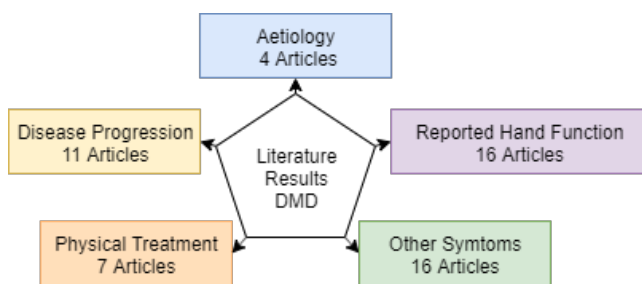 Aetiology
4 Articles
Disease Progression
11 Articles
Reported Hand Function
16 Articles
Literature
Results
DMD
Physical Treatment
7 Articles
Other Symtoms
16 Articles